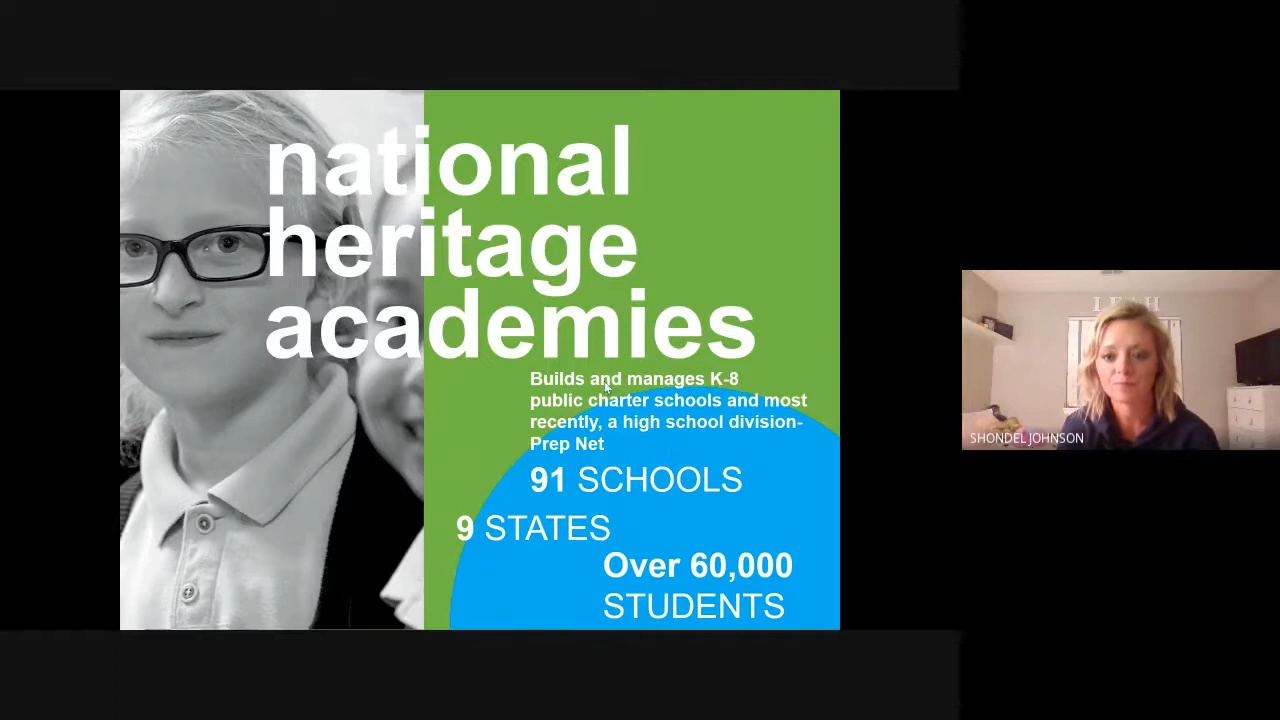 national
heritage
academies
Builds and manages K-8
public charter schools and most
recently, a high school division-
Prep Net
91 SCHOOLS
9 STATES
Over 60,000
STUDENTS
LEAH
SHONDEL JOHNSON